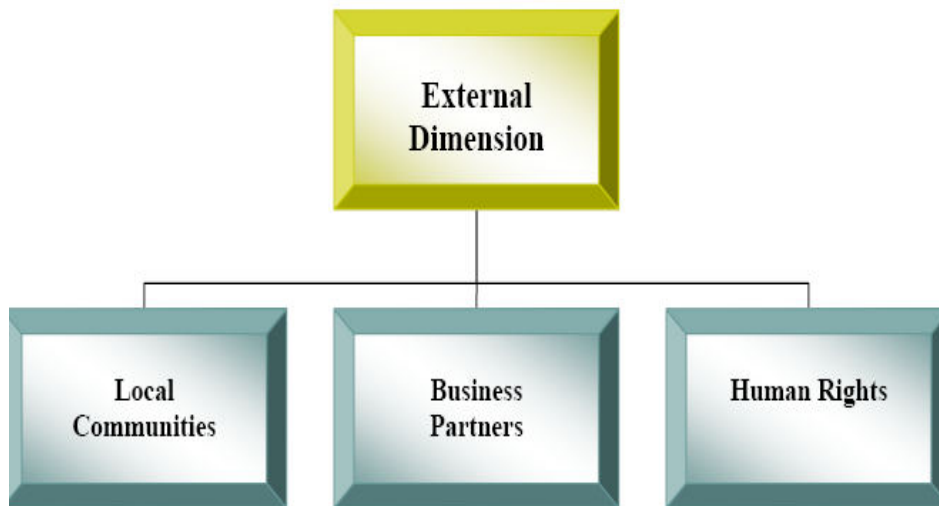 External
Dimension
Local
Communities
Business
Partners
Human Rights